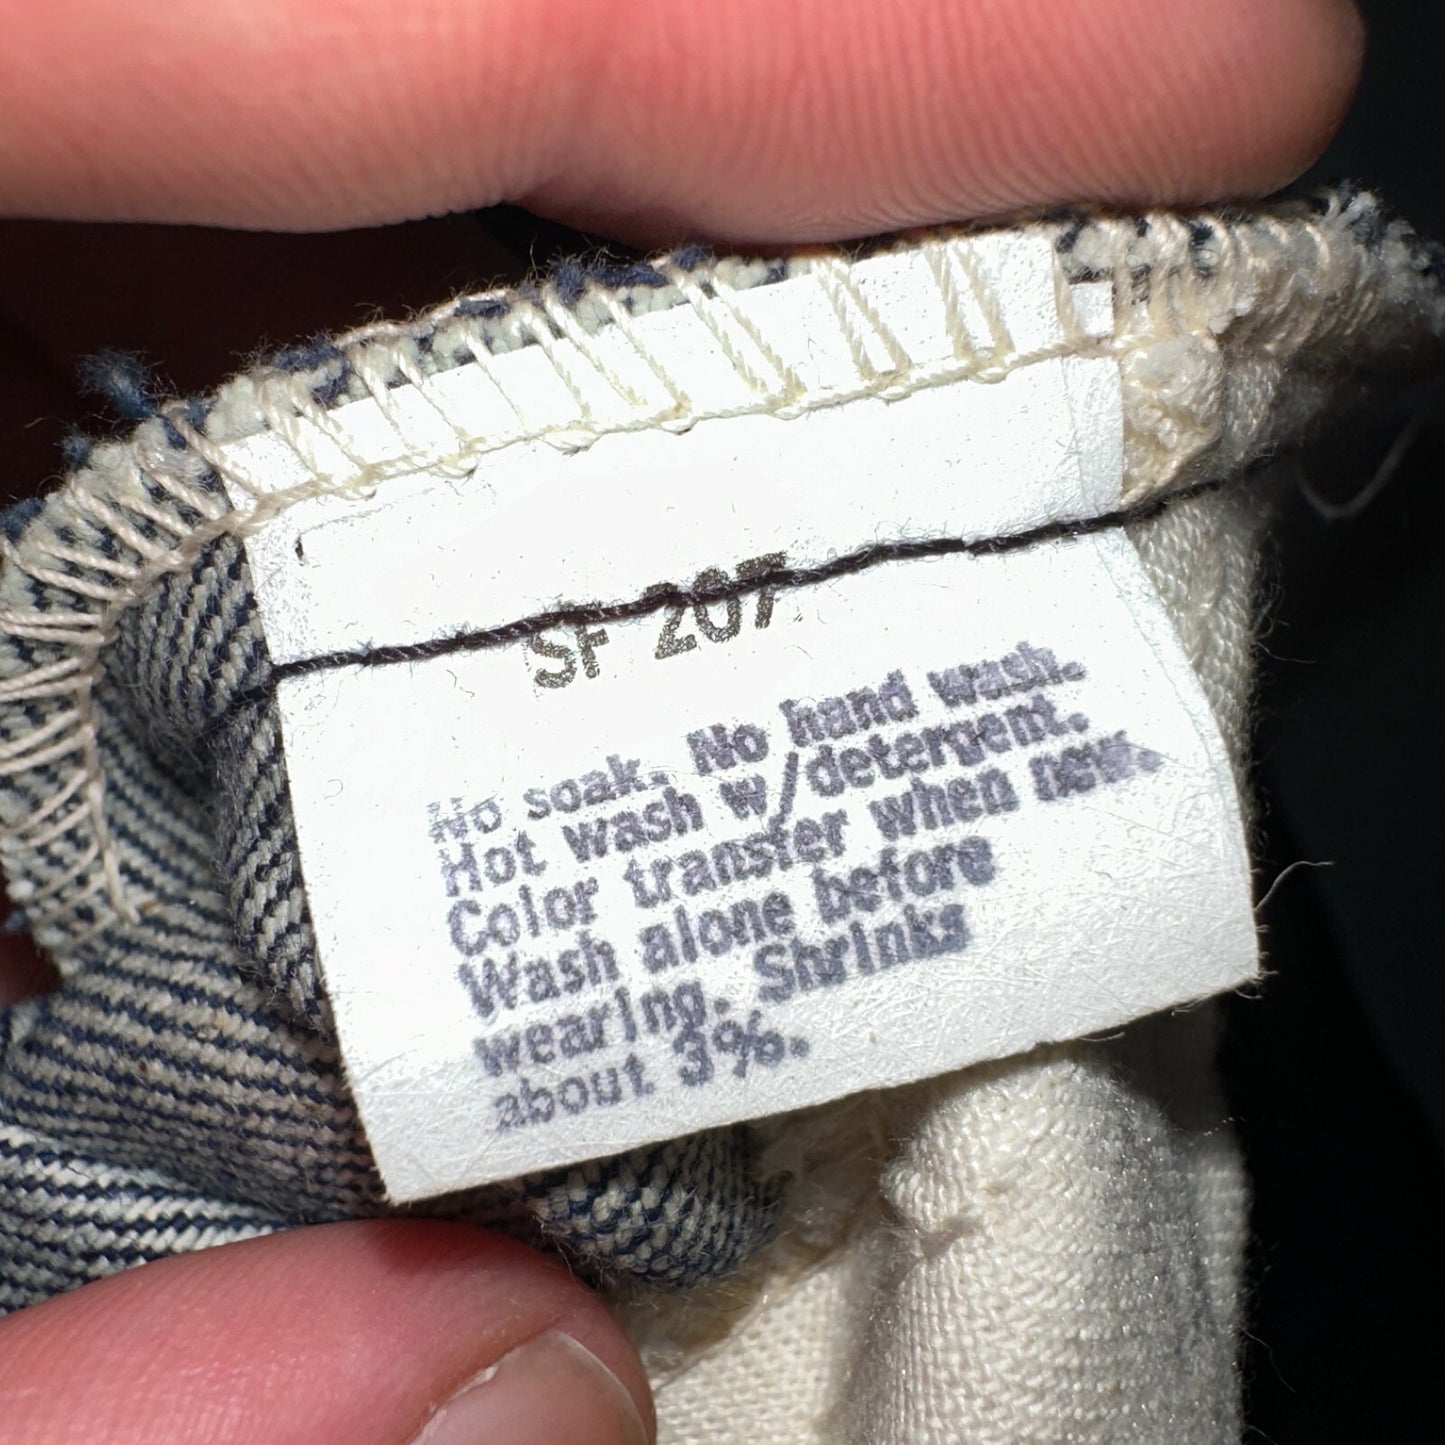 SF 207
No soak. No hand wash.
Hot wash w/detergent.
Color transfer when new.
Wash alone before
wearing. Shrinks
about 3%.